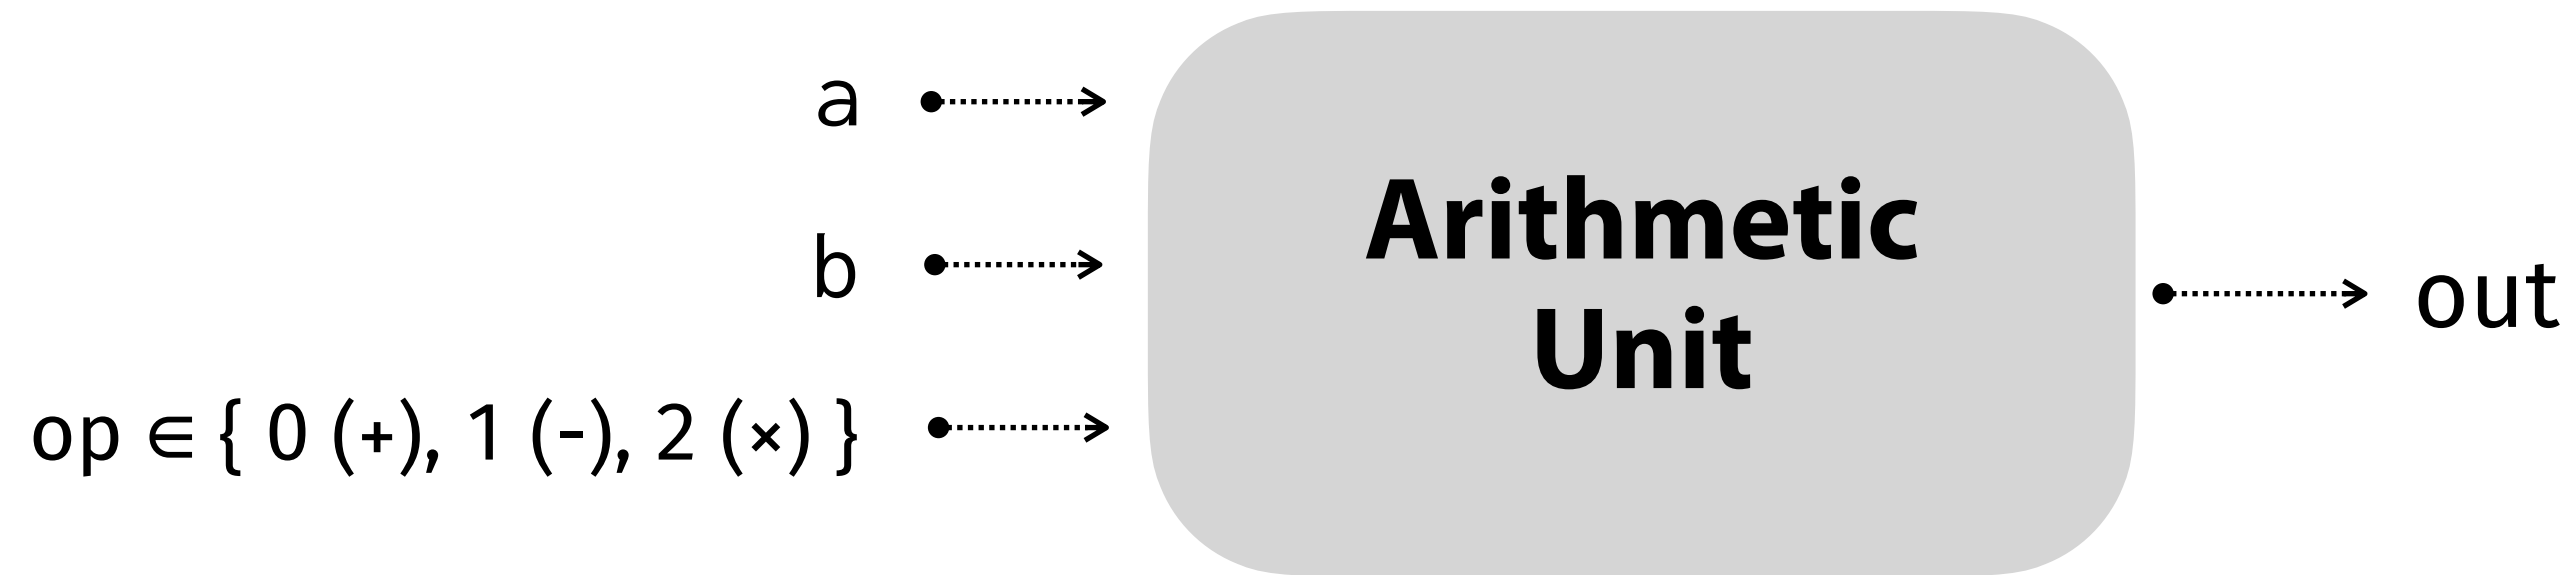 a
b
op ∈ { 0 (+), 1 (-), 2 (×) }
Arithmetic
Unit
out